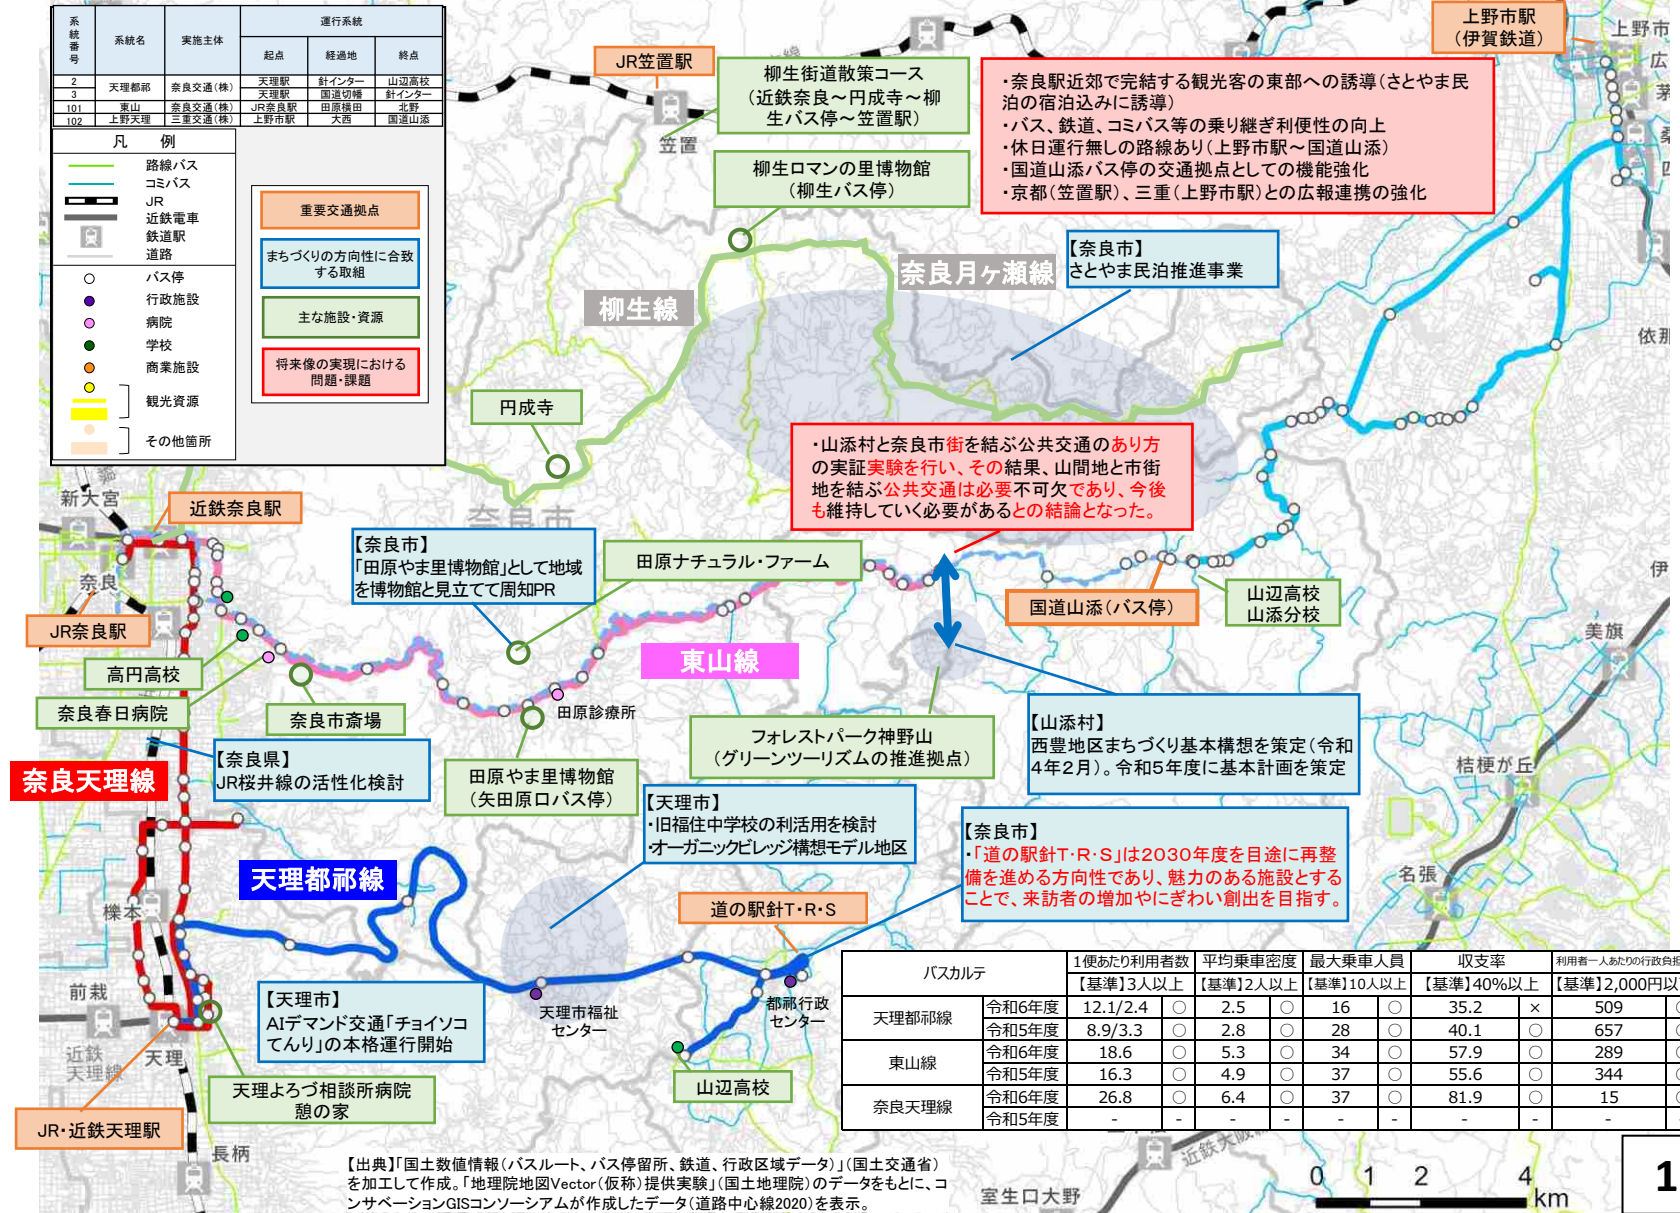 系統番号
系統名
実施主体
運行系統
起点
経過地
終点
2
天理都祁
奈良交通(株)
天理駅
針インター
山辺高校
3
天理駅
国道切幡
針インター
101
東山
奈良交通(株)
JR奈良駅
田原横田
北野
102
上野天理
三重交通(株)
上野市駅
大西
国道山添
凡 例
路線バス
コミバス
JR
近鉄電車
鉄道駅
道路
バス停
行政施設
病院
学校
商業施設
観光資源
その他箇所
重要交通拠点
まちづくりの方向性に合致
する取組
主な施設・資源
将来像の実現における
問題・課題
JR笠置駅
笠置
柳生街道散策コース
(近鉄奈良～円成寺～柳
生バス停～笠置駅)
柳生ロマンの里博物館
(柳生バス停)
・奈良駅近郊で完結する観光客の東部への誘導(さとやま民
泊の宿泊込みに誘導)
・バス、鉄道、コミバス等の乗り継ぎ利便性の向上
・休日運行無しの路線あり(上野市駅～国道山添)
・国道山添バス停の交通拠点としての機能強化
・京都(笠置駅)、三重(上野市駅)との広報連携の強化
上野市駅
(伊賀鉄道)
上野市
広
茅
桑
四
依那
伊
【奈良市】
さとやま民泊推進事業
奈良月ヶ瀬線
柳生線
円成寺
奈良市
・山添村と奈良市街を結ぶ公共交通のあり方
の実証実験を行い、その結果、山間地と市街
地を結ぶ公共交通は必要不可欠であり、今後
も維持していく必要があるとの結論となった。
新大宮
近鉄奈良駅
奈良
JR奈良駅
【奈良市】
「田原やま里博物館」として地域
を博物館と見立てて周知PR
田原ナチュラル・ファーム
国道山添(バス停)
山辺高校
山添分校
美旗
高円高校
奈良春日病院
奈良市斎場
東山線
田原診療所
フォレストパーク神野山
(グリーンツーリズムの推進拠点)
【山添村】
西豊地区まちづくり基本構想を策定(令和
4年2月)。令和5年度に基本計画を策定
桔梗が丘
奈良天理線
【奈良県】
JR桜井線の活性化検討
田原やま里博物館
(矢田原口バス停)
【天理市】
・旧福住中学校の利活用を検討
・オーガニックビレッジ構想モデル地区
【奈良市】
・「道の駅針T・R・S」は2030年度を目途に再整
備を進める方向性であり、魅力のある施設とする
ことで、来訪者の増加やにぎわい創出を目指す。
名張
天理都祁線
櫟本
道の駅針T・R・S
前栽
【天理市】
AIデマンド交通「チョイソコ
てんり」の本格運行開始
天理市福祉
センター
都祁行政
センター
近鉄
天理線
天理
天理よろづ相談所病院
憩の家
山辺高校
JR・近鉄天理駅
長柄
バスカルテ
1便あたり利用者数
平均乗車密度
最大乗車人員
収支率
利用者一人あたりの行政負担
【基準】3人以上
【基準】2人以上
【基準】10人以上
【基準】40%以上
【基準】2,000円以
天理都祁線
令和6年度 12.1/2.4 ○ 2.5 ○ 16 ○ 35.2 × 509 ○
令和5年度 8.9/3.3 ○ 2.8 ○ 28 ○ 40.1 ○ 657 ○
東山線
令和6年度 18.6 ○ 5.3 ○ 34 ○ 57.9 ○ 289 ○
令和5年度 16.3 ○ 4.9 ○ 37 ○ 55.6 ○ 344 ○
奈良天理線
令和6年度 26.8 ○ 6.4 ○ 37 ○ 81.9 ○ 15 ○
令和5年度 - - - - - - - - -
【出典】「国土数値情報(バスルート、バス停留所、鉄道、行政区域データ)」(国土交通省)
を加工して作成。「地理院地図Vector(仮称)提供実験」(国土地理院)のデータをもとに、コ
ンサベーションGISコンソーシアムが作成したデータ(道路中心線2020)を表示。
室生口大野
近鉄大阪線
0 1 2 4
km
1